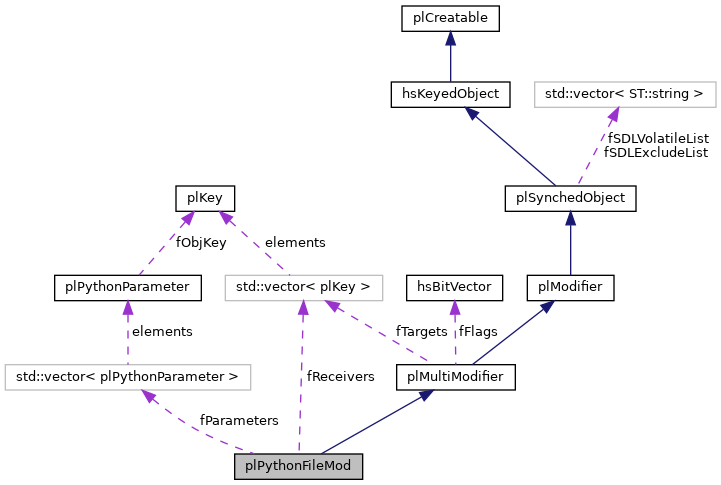 plCreatable
hsKeyedObject
std::vector< ST::string >
fSDLVolatileList
fSDLExcludeList
plKey
plSynchedObject
fObjKey
elements
plPythonParameter
std::vector< plKey >
hsBitVector
plModifier
elements
fTargets
fFlags
std::vector< plPythonParameter >
fReceivers
plMultiModifier
fParameters
plPythonFileMod